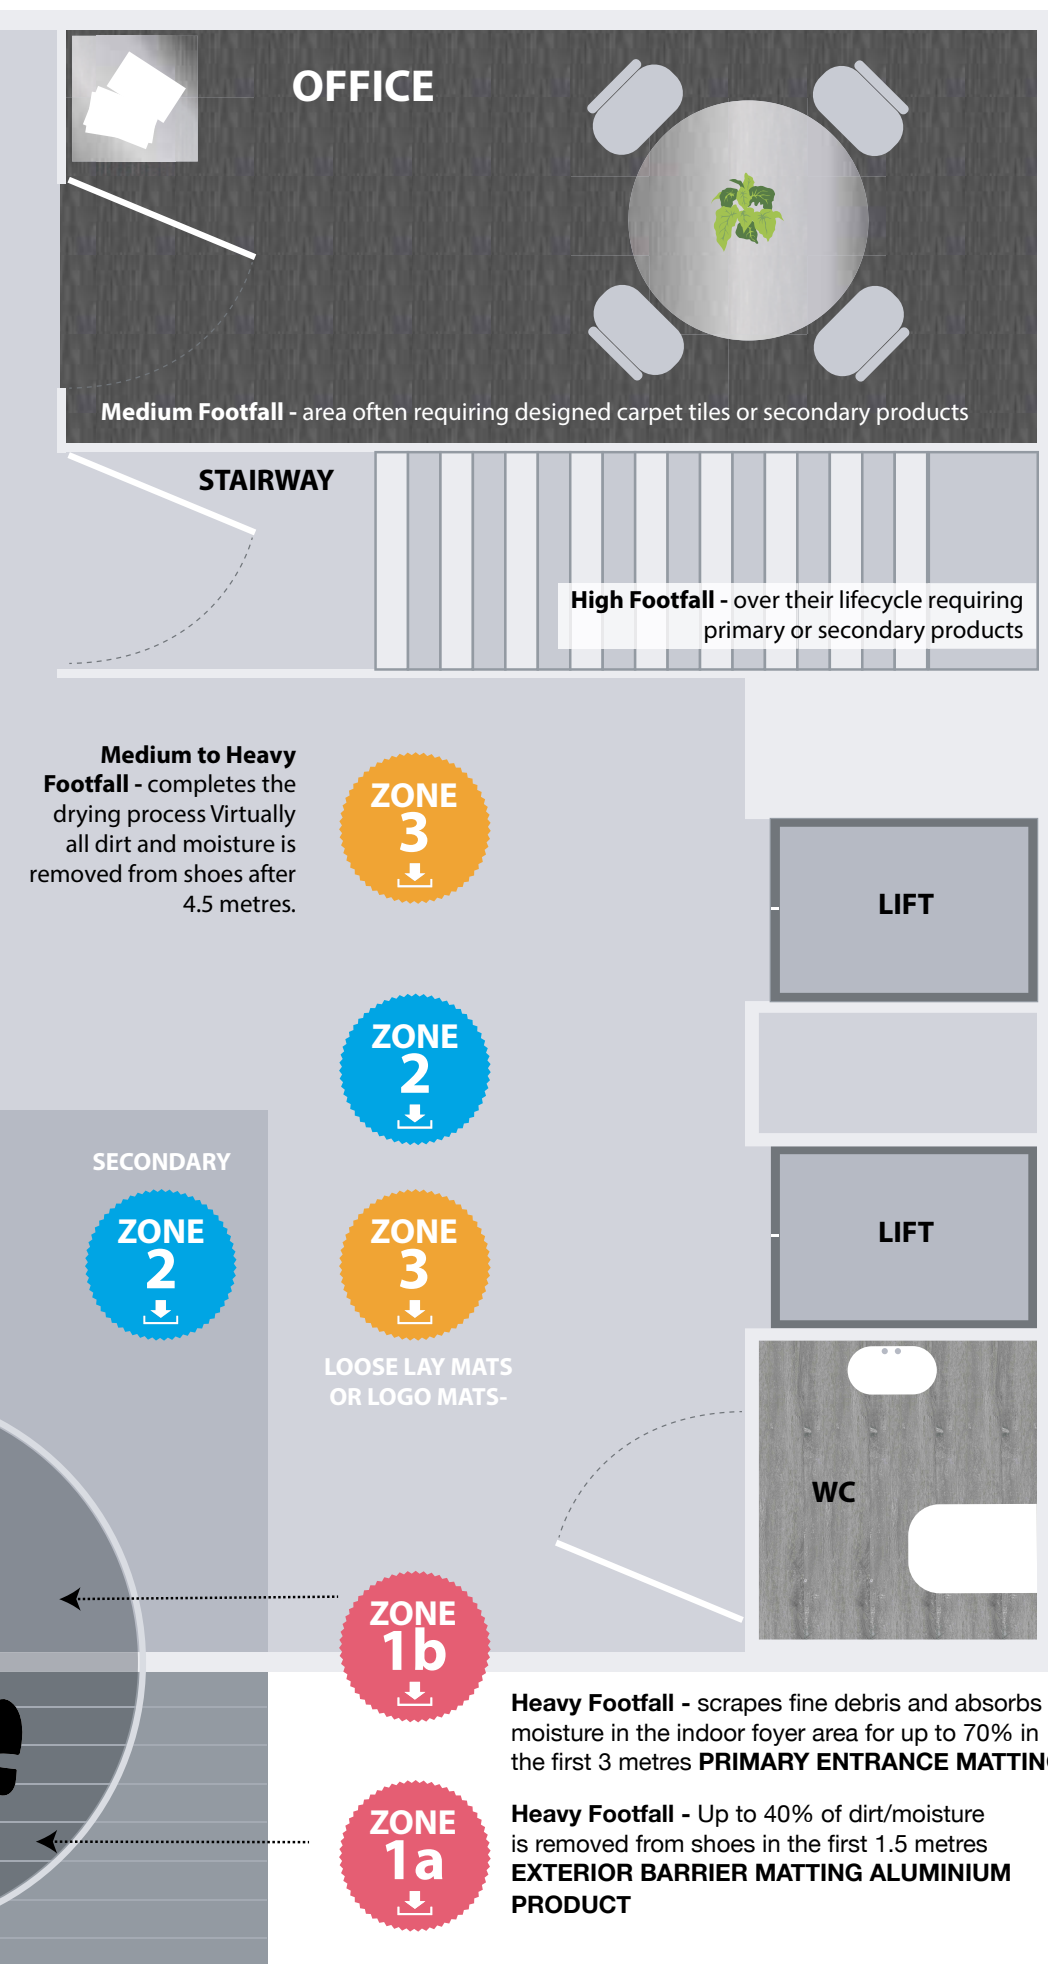 OFFICE
Medium Footfall - area often requiring designed carpet tiles or secondary products
STAIRWAY
High Footfall - over their lifecycle requiring
primary or secondary products
Medium to Heavy
Footfall - completes the
drying process Virtually
all dirt and moisture is
removed from shoes after
4.5 metres.
ZONE
3
LIFT
ZONE
2
SECONDARY
ZONE
2
ZONE
3
LIFT
LOOSE LAY MATS
OR LOGO MATS-
WC
ZONE
1b
Heavy Footfall - scrapes fine debris and absorbs
moisture in the indoor foyer area for up to 70% in
the first 3 metres PRIMARY ENTRANCE MATTIN
ZONE
1a
Heavy Footfall - Up to 40% of dirt/moisture
is removed from shoes in the first 1.5 metres
EXTERIOR BARRIER MATTING ALUMINIUM
PRODUCT